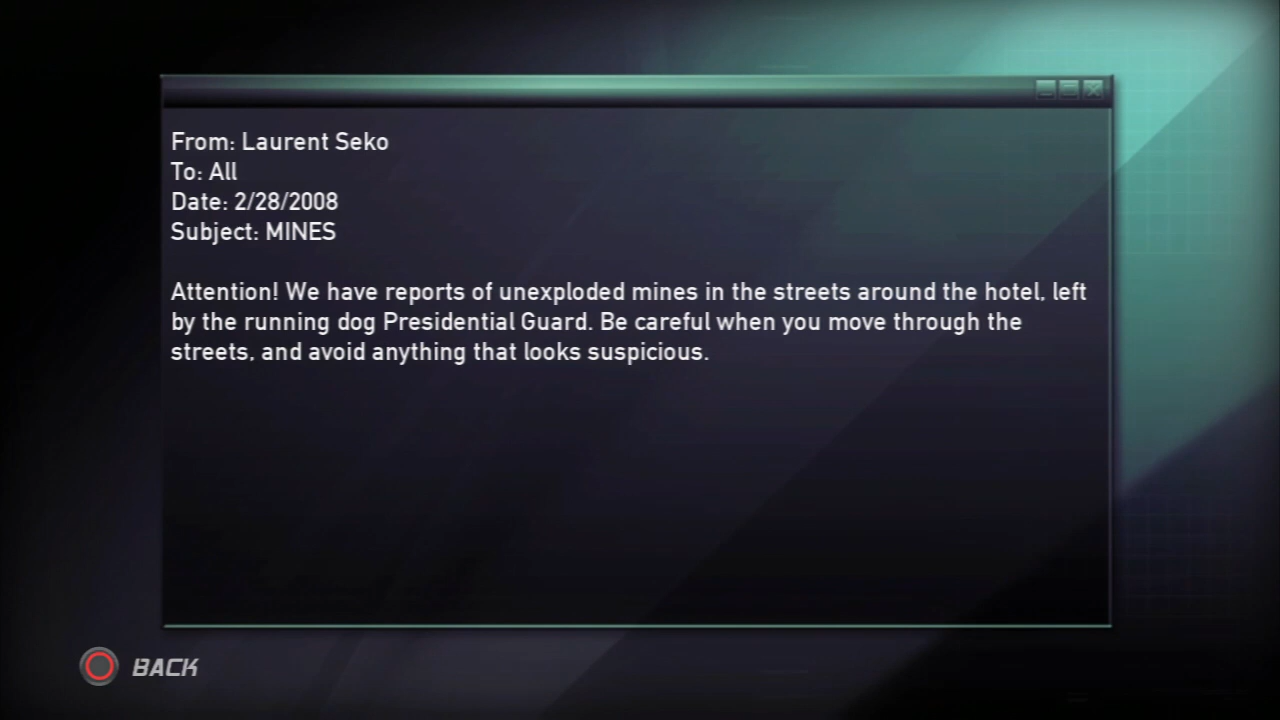 From: Laurent Seko
To: All
Date: 2/28/2008
Subject: MINES
Attention! We have reports of unexploded mines in the streets around the hotel, left
by the running dog Presidential Guard. Be careful when you move through the
streets, and avoid anything that looks suspicious.
BACK